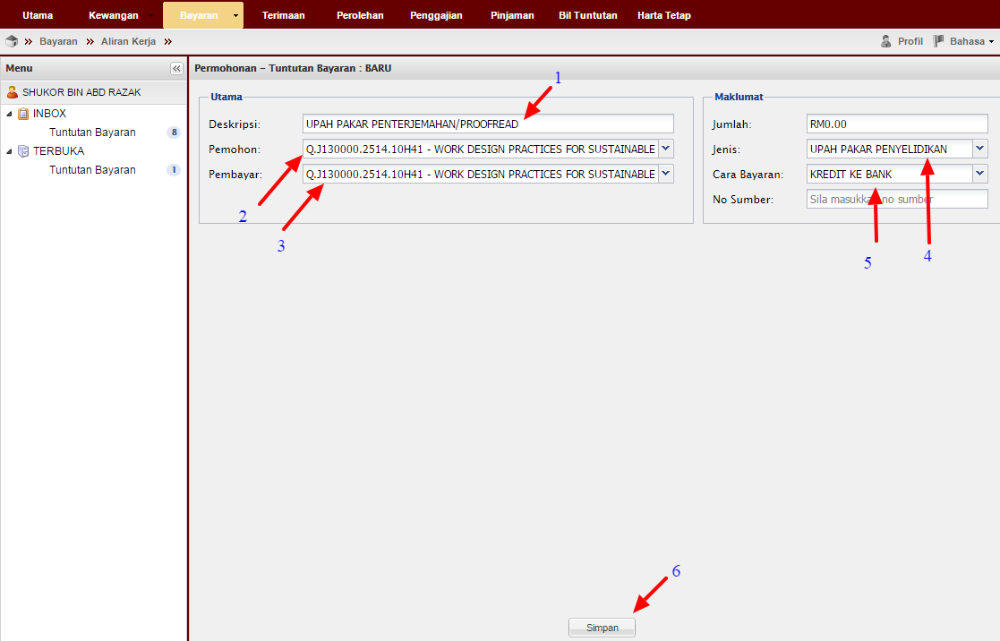 Utama Kewangan Bayaran Terimaan Perolehan Penggajian Pinjaman Bil Tuntutan Harta Tetap
Bayaran Aliran Kerja Profil Bahasa
Menu
SHUKOR BIN ABD RAZAK
INBOX
Tuntutan Bayaran 8
TERBUKA
Tuntutan Bayaran 1
Permohonan – Tuntutan Bayaran : BARU
1
Utama
Deskripsi: UPAH PAKAR PENTERJEMAHAN/PROOFREAD
Pemohon: Q.J130000.2514.10H41 - WORK DESIGN PRACTICES FOR SUSTAINABLE
Pembayar: Q.J130000.2514.10H41 - WORK DESIGN PRACTICES FOR SUSTAINABLE
2
3
Maklumat
Jumlah: RM0.00
Jenis: UPAH PAKAR PENYELIDIKAN
Cara Bayaran: KREDIT KE BANK
No Sumber: Sila masukkan no sumber
5
4
6
Simpan